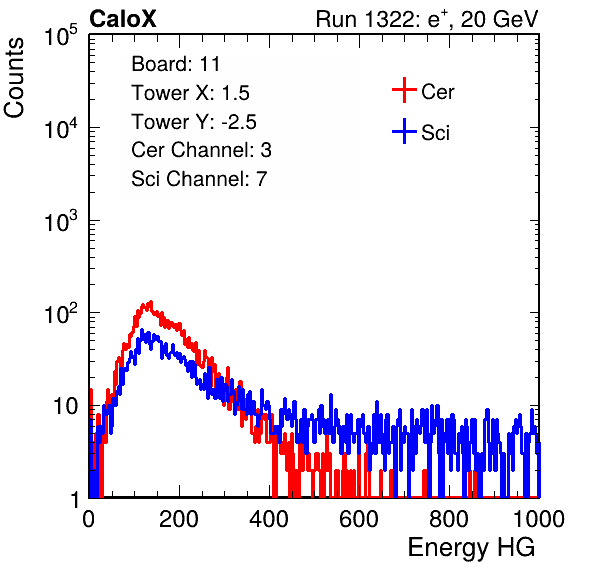 CaloX Run 1322: e⁺, 20 GeV
Counts
10⁵
10⁴
10³
10²
10
1
Board: 11
Tower X: 1.5
Tower Y: -2.5
Cer Channel: 3
Sci Channel: 7
Cer
Sci
0 200 400 600 800 1000
Energy HG